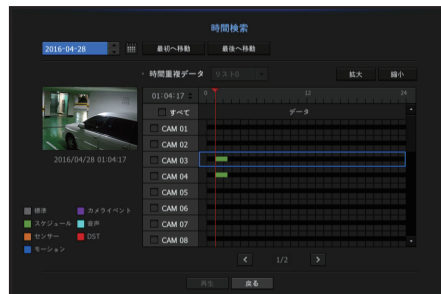 時間検索
2016-04-28
最初へ移動 最後へ移動
・時間重複データ リスト0 拡大 縮小
01:04:17 0 12 24
すべて データ
CAM 01
CAM 02
CAM 03
CAM 04
CAM 05
CAM 06
CAM 07
CAM 08
2016/04/28 01:04:17
標準 カメライベント
スケジュール 音声
センサー DST
モーション
< 1/2 >
再生 戻る